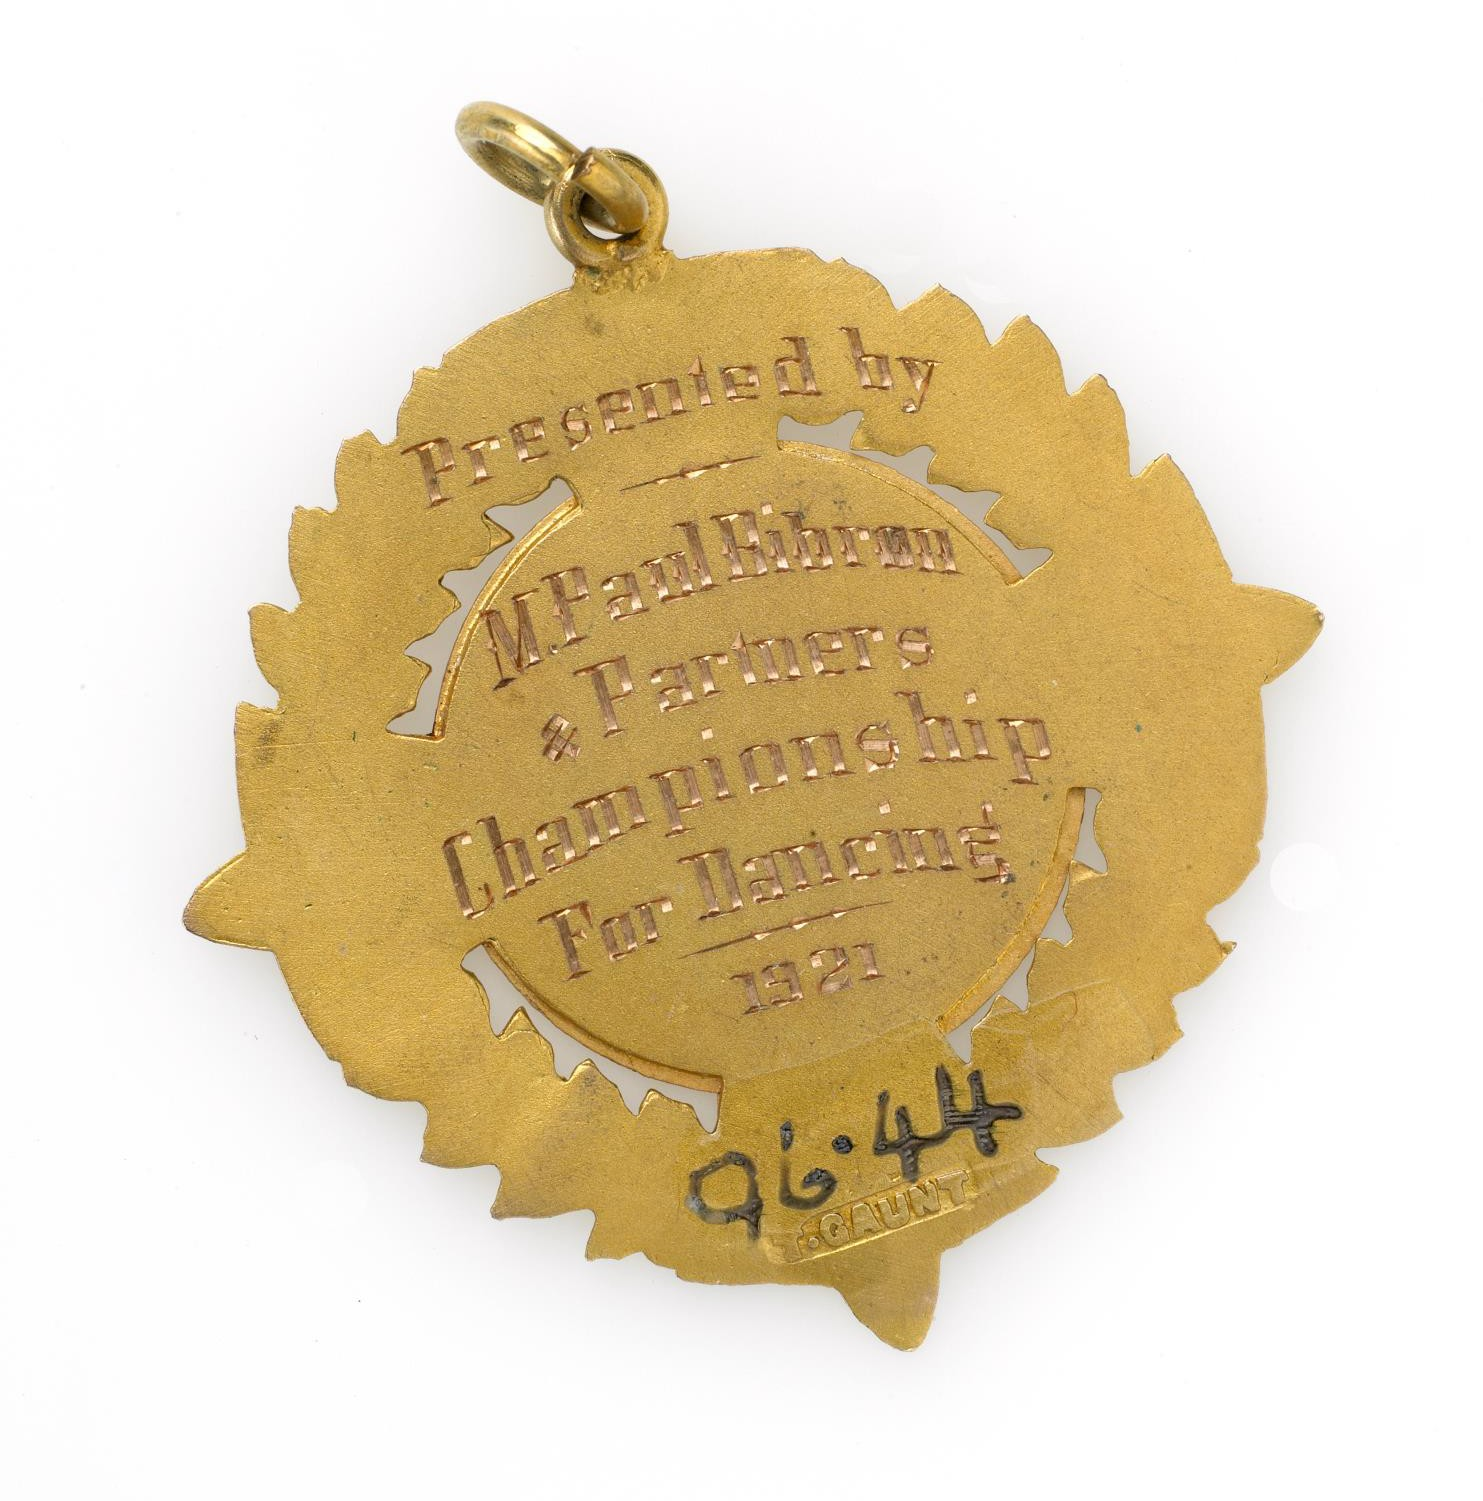 Presented by
M. Paul Bibron
& Partners
Championship
For Dancing
1921
96.44
T. GAUNT